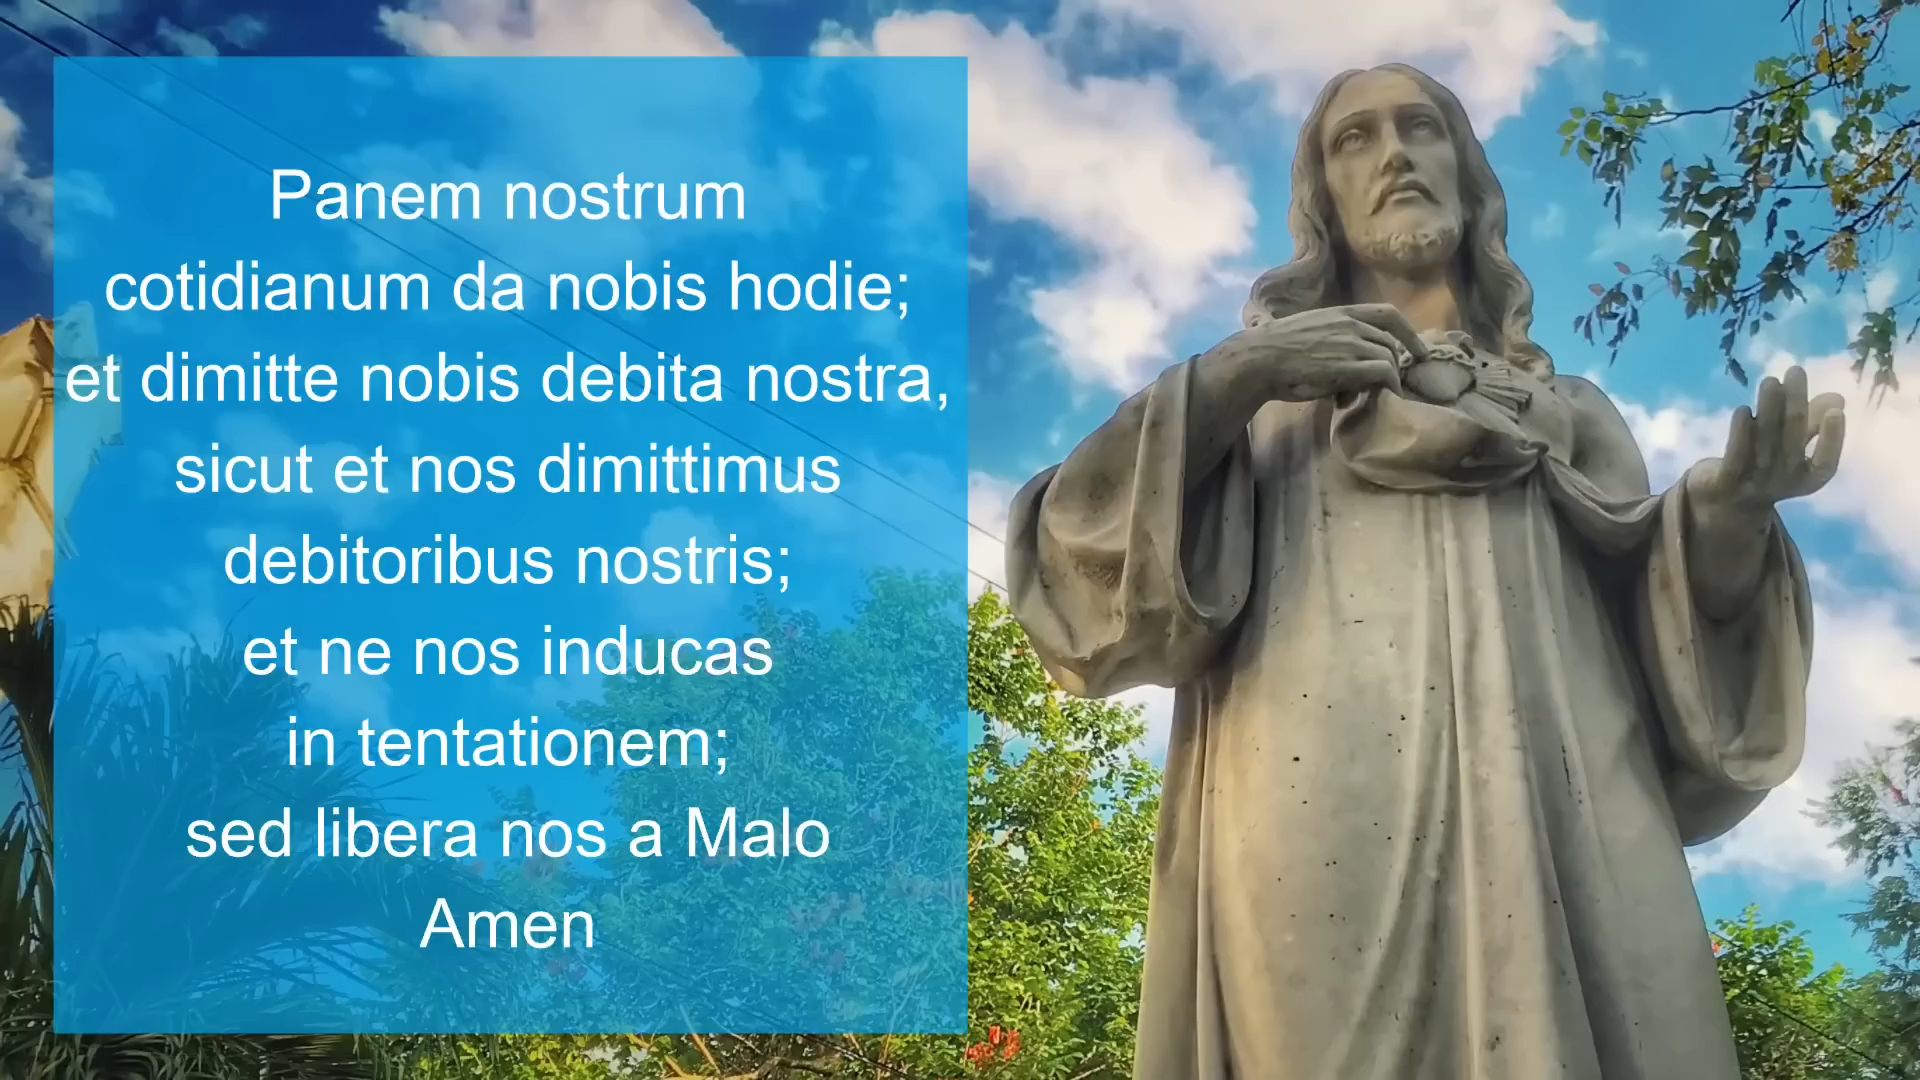 Panem nostrum
cotidianum da nobis hodie;
et dimitte nobis debita nostra,
sicut et nos dimittimus
debitoribus nostris;
et ne nos inducas
in tentationem;
sed libera nos a Malo
Amen